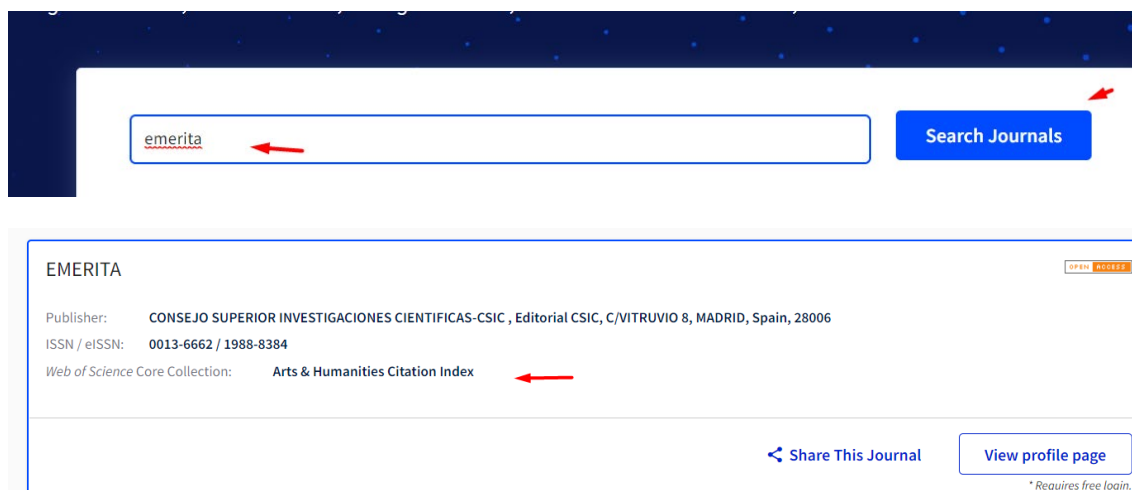 emerita
Search Journals
EMERITA
OPEN ACCESS
Publisher: CONSEJO SUPERIOR INVESTIGACIONES CIENTIFICAS-CSIC , Editorial CSIC, C/VITRUVIO 8, MADRID, Spain, 28006
ISSN / eISSN: 0013-6662 / 1988-8384
Web of Science Core Collection: Arts & Humanities Citation Index
Share This Journal
View profile page
* Requires free login.